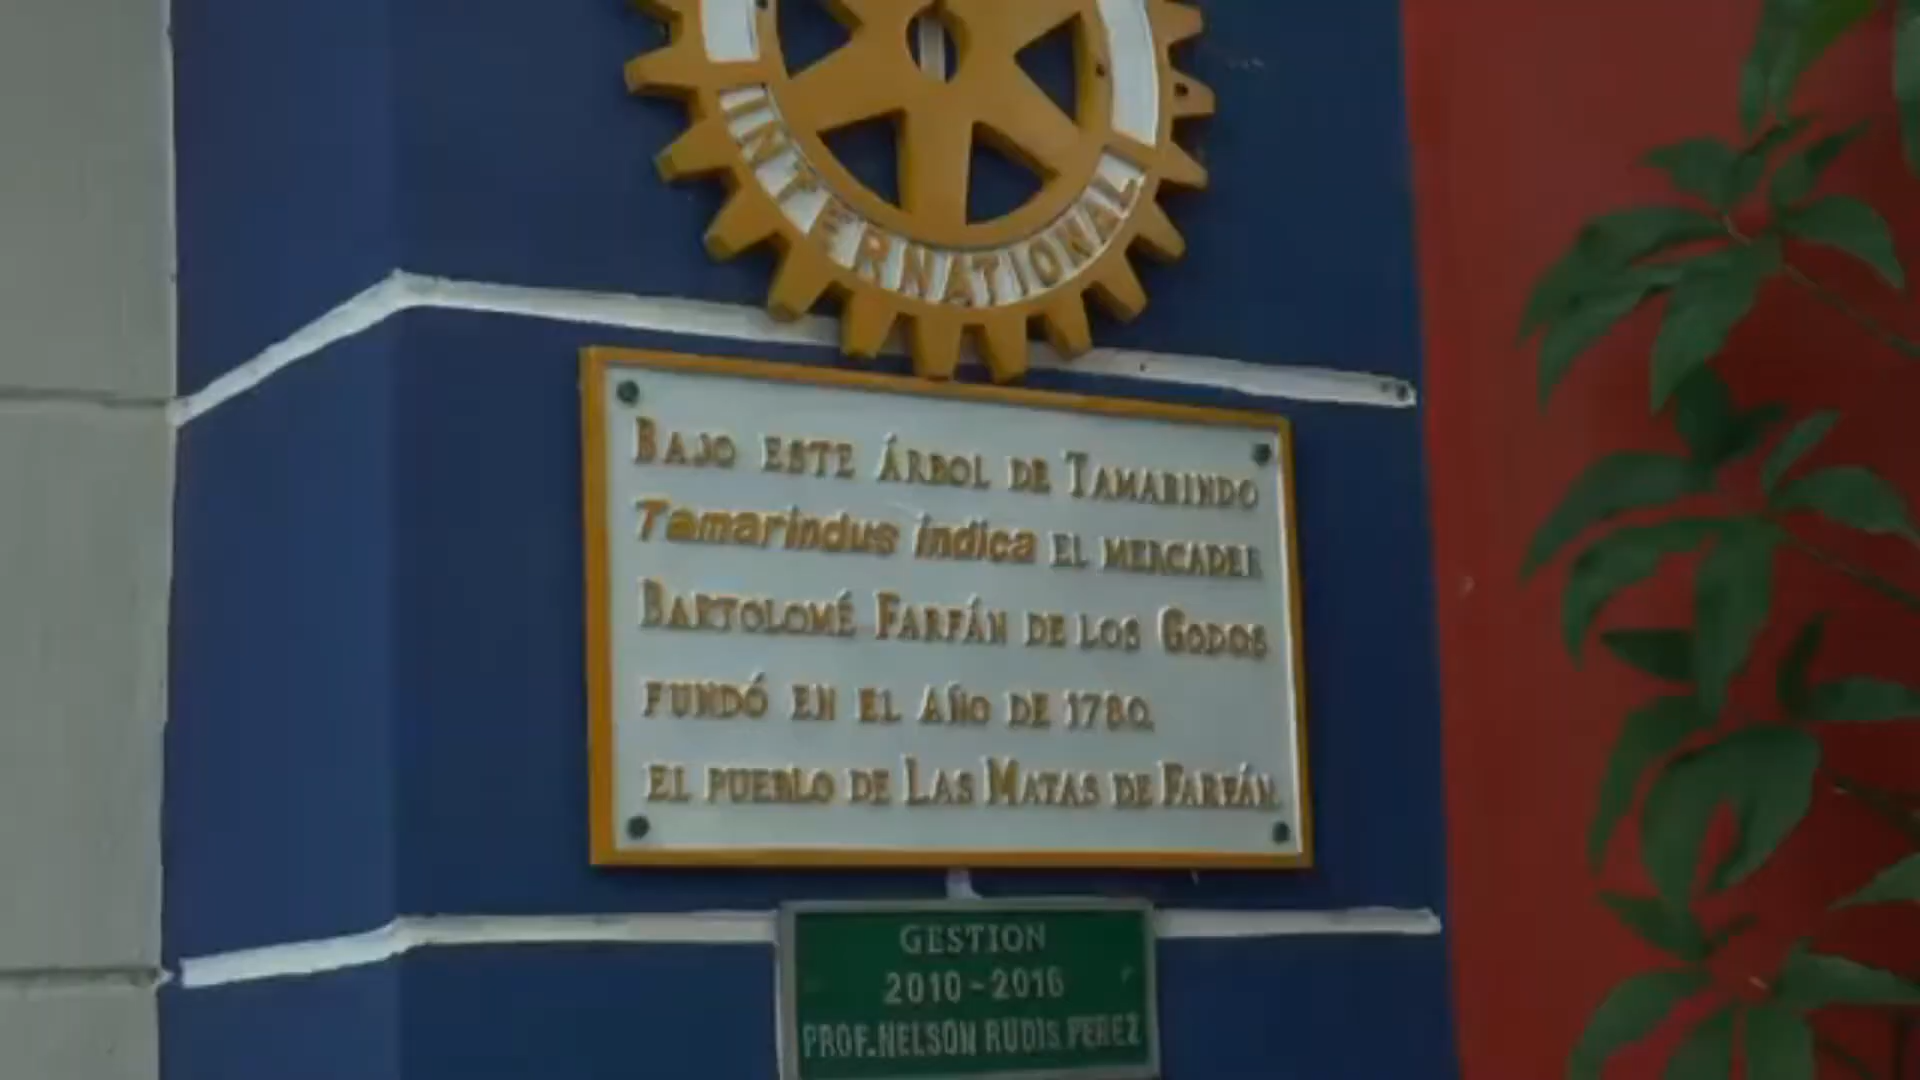 INTERNATIONAL
BAJO ESTE ÁRBOL DE TAMARINDO
Tamarindus indica EL MERCADER
BARTOLOMÉ FARFÁN DE LOS GODOS
FUNDÓ EN EL AÑO DE 1780.
EL PUEBLO DE LAS MATAS DE FARFÁN.
GESTION
2010-2016
PROF. NELSON RUDIS PEREZ